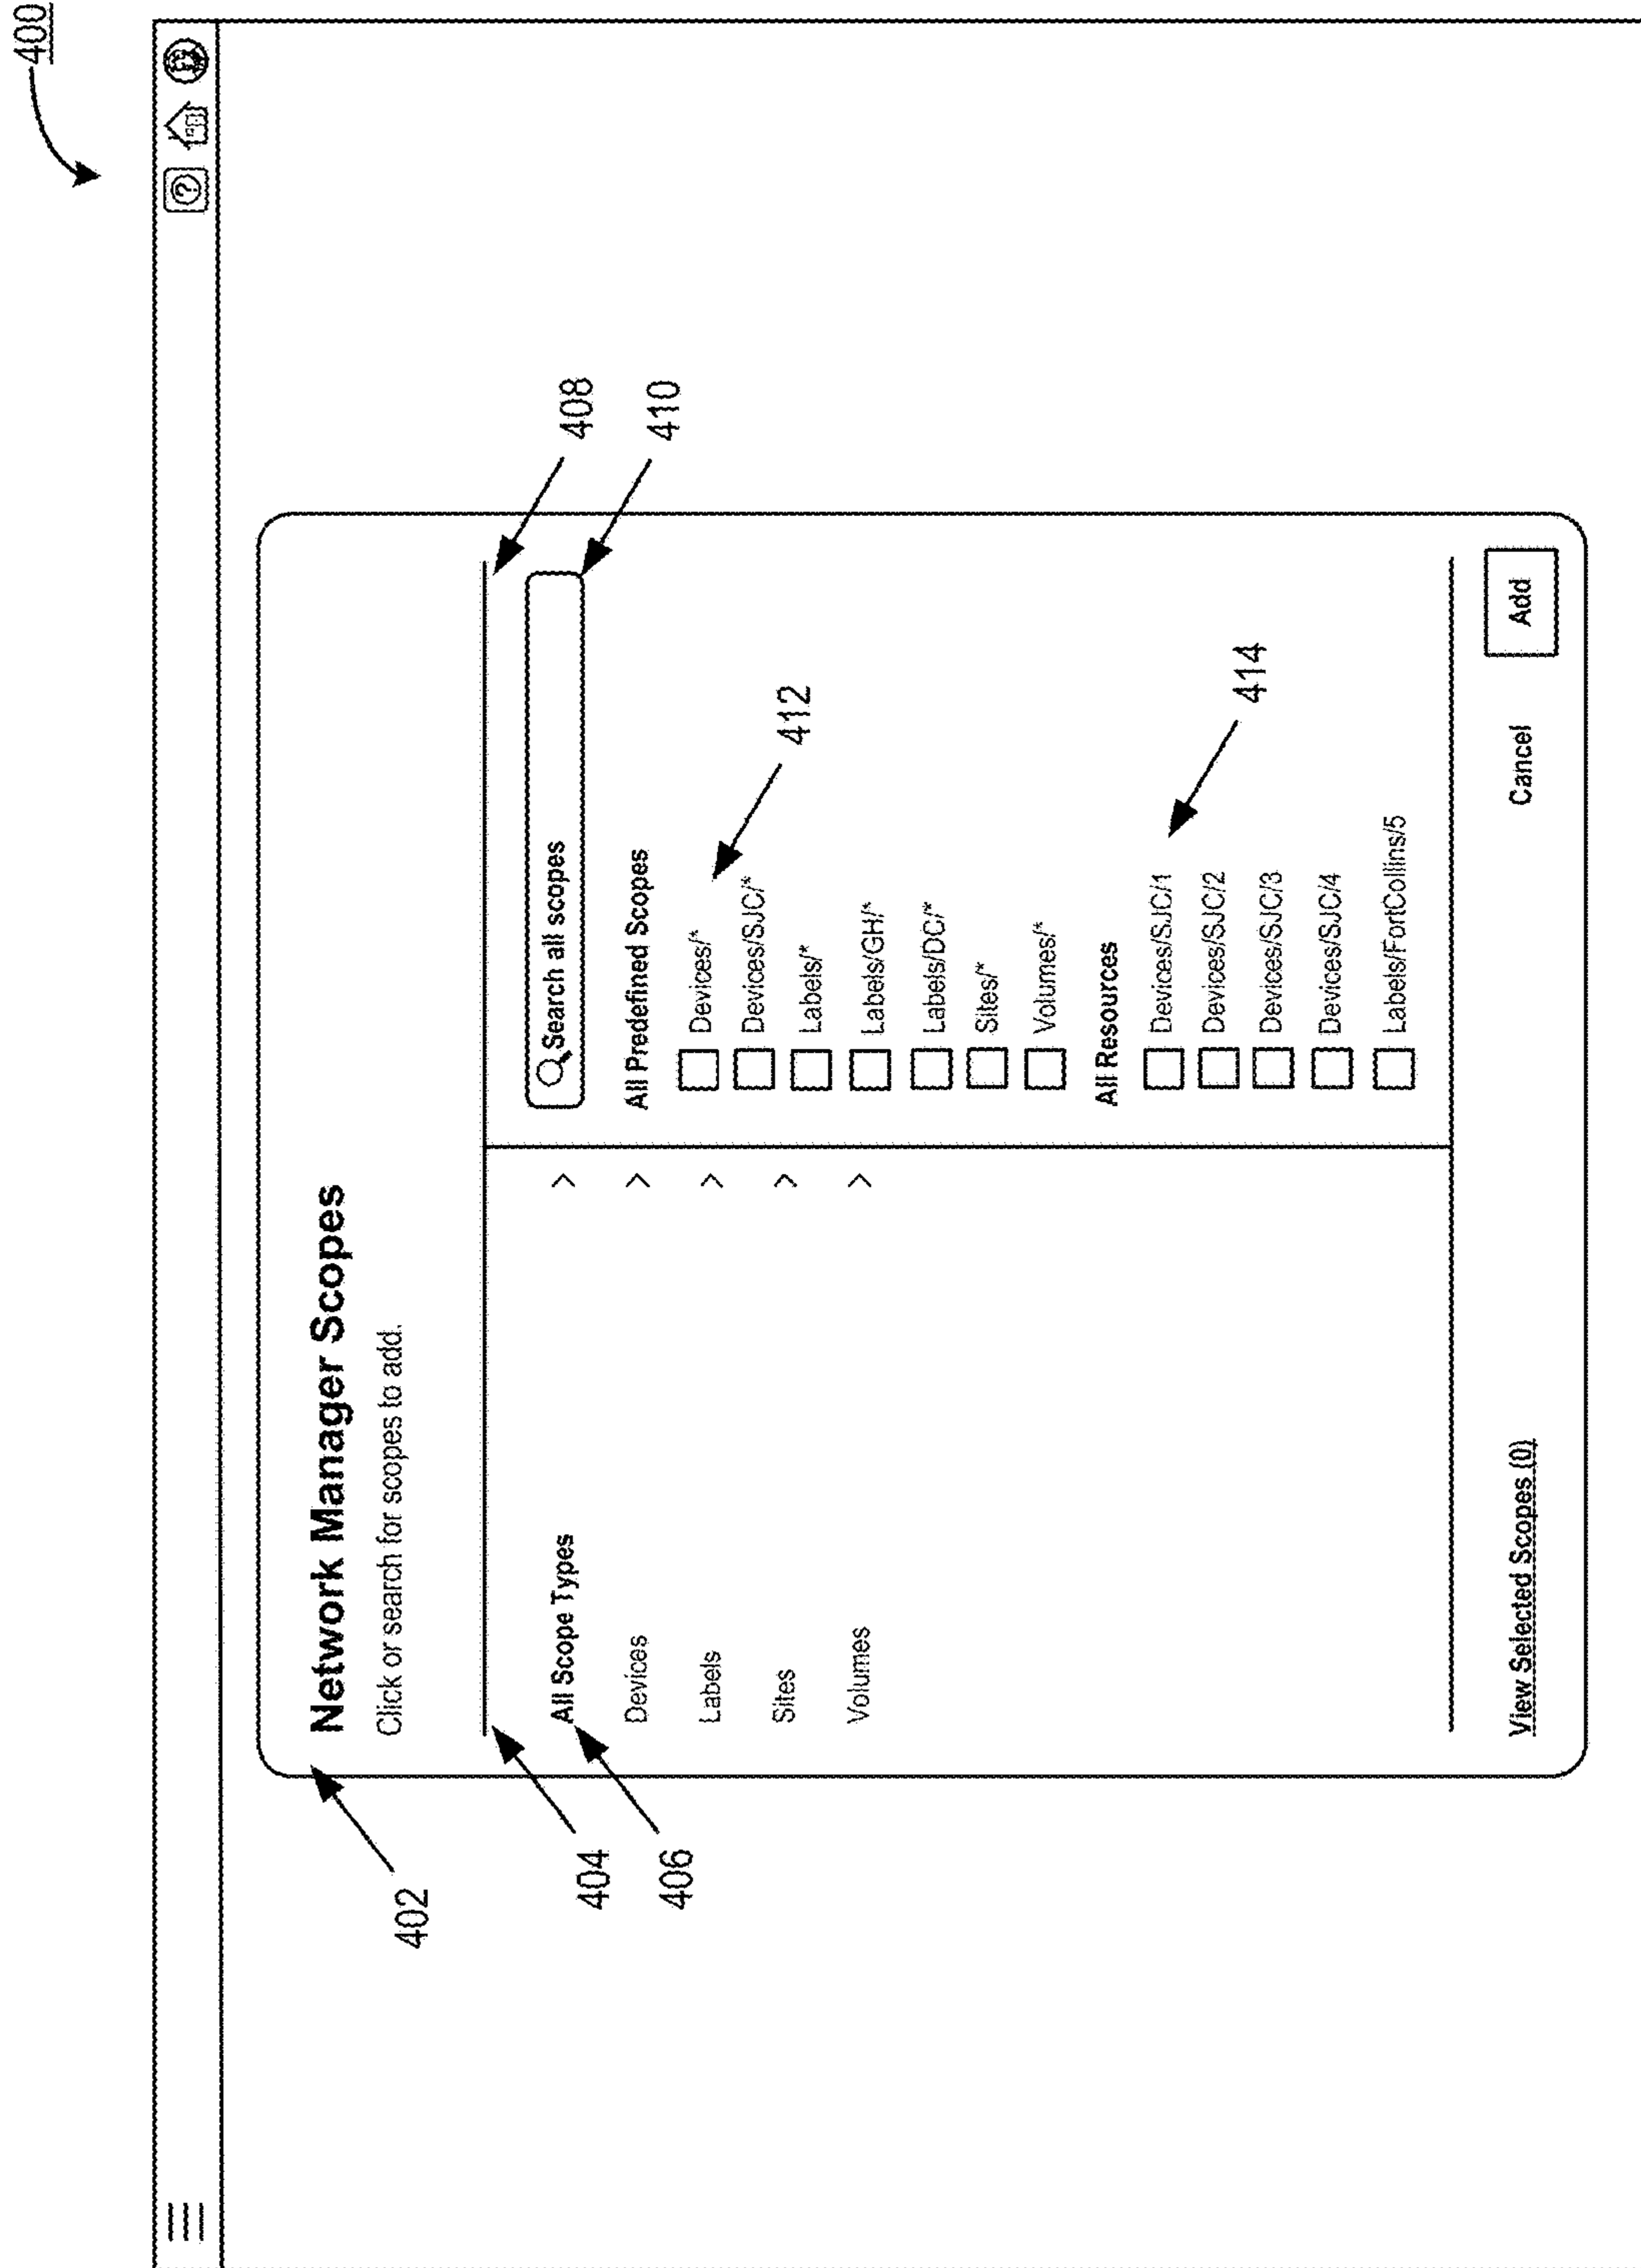 400
?
402
Network Manager Scopes
Click or search for scopes to add.
404
408
406
All Scope Types >
Devices >
Labels >
Sites >
Volumes >
410
Search all scopes
All Predefined Scopes
412
Devices/*
Devices/SJC/*
Labels/*
Labels/GH/*
Labels/DC/*
Sites/*
Volumes/*
All Resources
414
Devices/SJC/1
Devices/SJC/2
Devices/SJC/3
Devices/SJC/4
Labels/FortCollins/5
View Selected Scopes (0)
Cancel
Add